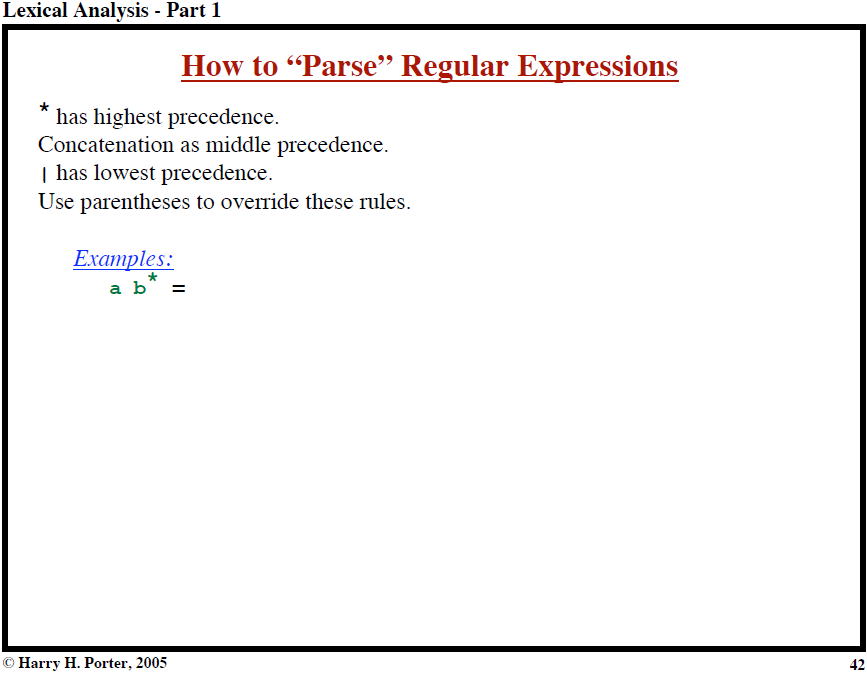 Lexical Analysis - Part 1
How to “Parse” Regular Expressions
* has highest precedence.
Concatenation as middle precedence.
| has lowest precedence.
Use parentheses to override these rules.
Examples:
a b* =
© Harry H. Porter, 2005
42